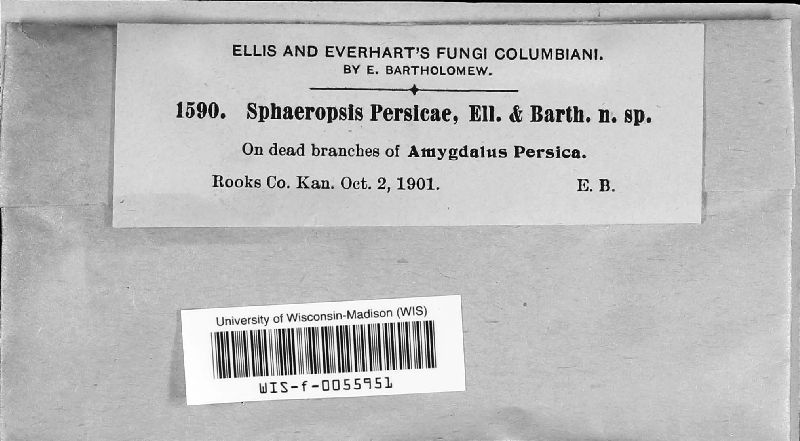 ELLIS AND EVERHART'S FUNGI COLUMBIANI.
BY E. BARTHOLOMEW.
1590. Sphaeropsis Persicae, Ell. & Barth. n. sp.
On dead branches of Amygdalus Persica.
Rooks Co. Kan. Oct. 2, 1901. E. B.
University of Wisconsin-Madison (WIS)
WIS-f-0055951